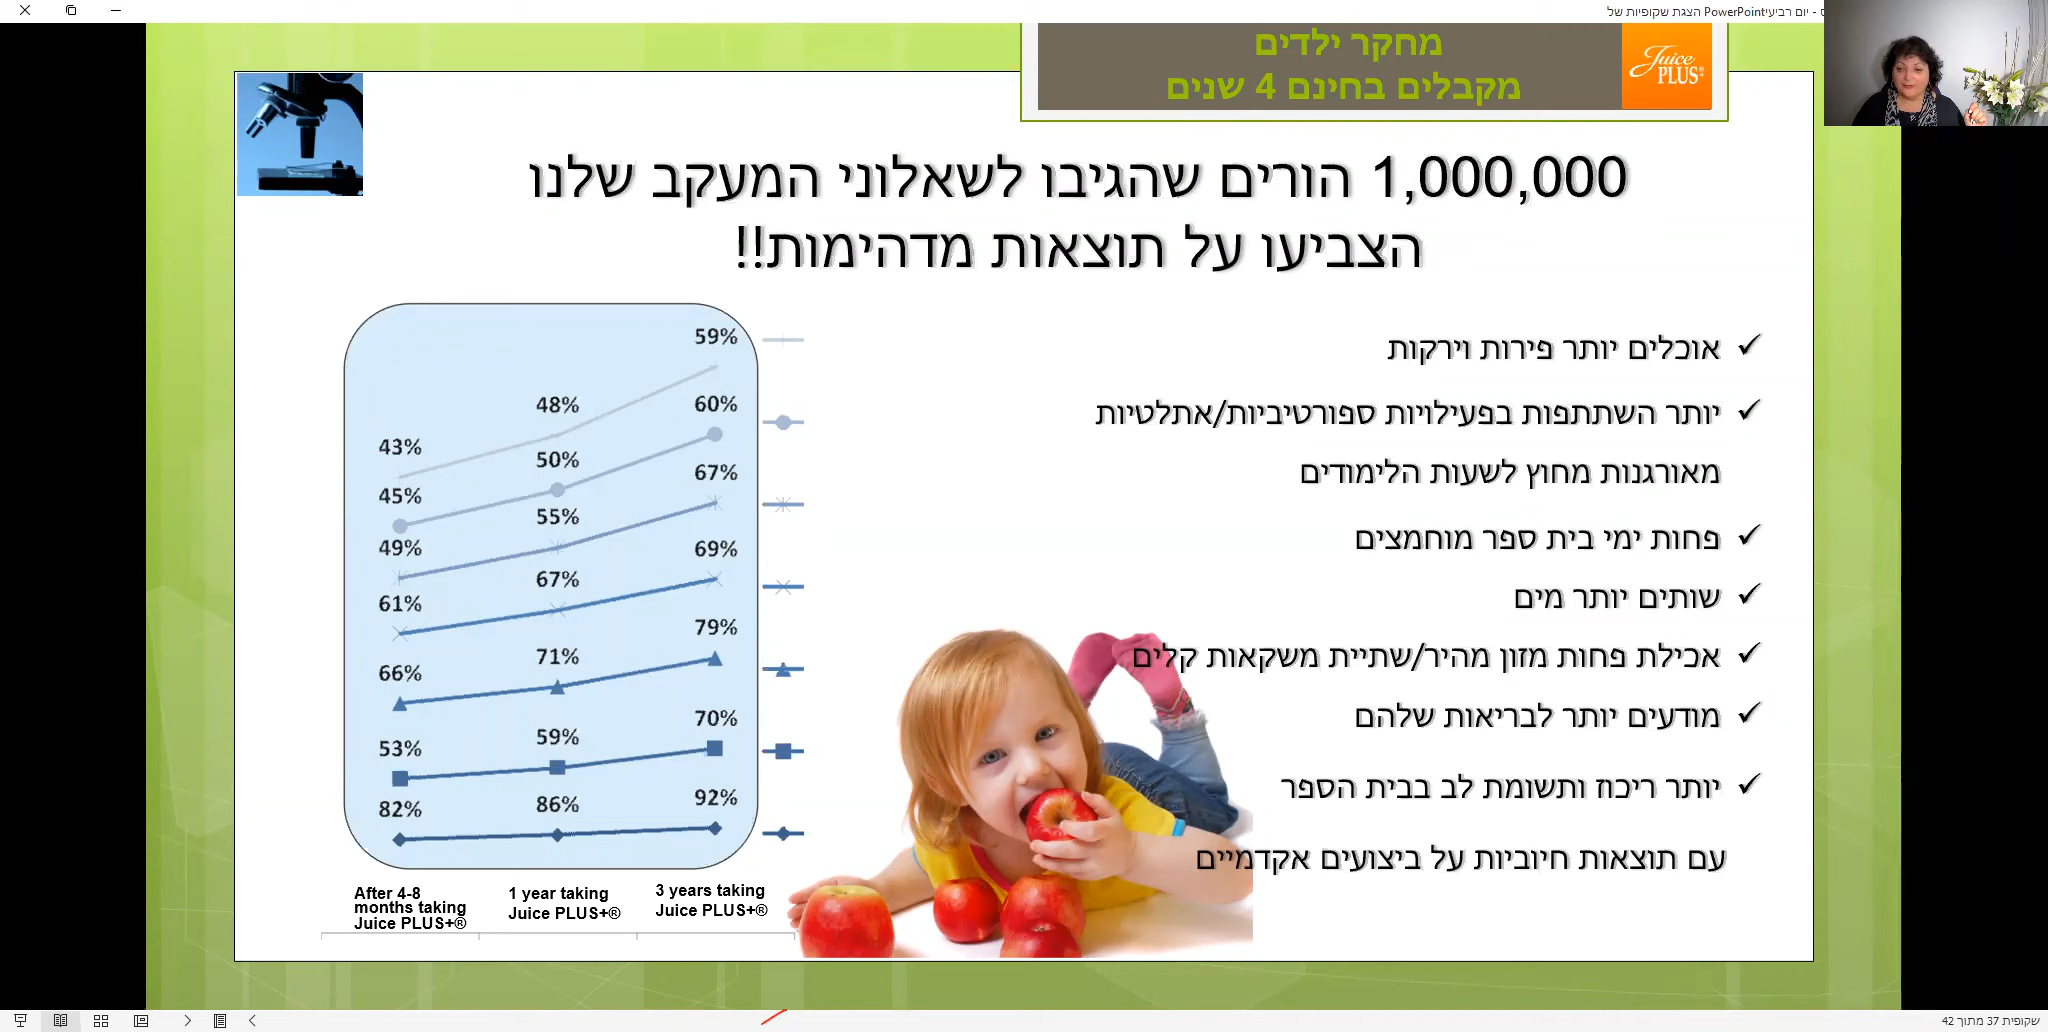 הצגת שקופיות של PowerPoint - יום רביעי
מחקר ילדים
מקבלים בחינם 4 שנים
Juice
PLUS+®
1,000,000 הורים שהגיבו לשאלוני המעקב שלנו
הצביעו על תוצאות מדהימות!!
אוכלים יותר פירות וירקות
יותר השתתפות בפעילויות ספורטיביות/אתלטיות
מאורגנות מחוץ לשעות הלימודים
פחות ימי בית ספר מוחמצים
שותים יותר מים
אכילת פחות מזון מהיר/שתיית משקאות קלים
מודעים יותר לבריאות שלהם
יותר ריכוז ותשומת לב בבית הספר
עם תוצאות חיוביות על ביצועים אקדמיים
43% 48% 59%
45% 50% 60%
49% 55% 67%
61% 67% 69%
66% 71% 79%
53% 59% 70%
82% 86% 92%
After 4-8
months taking
Juice PLUS+®
1 year taking
Juice PLUS+®
3 years taking
Juice PLUS+®
שקופית 37 מתוך 42